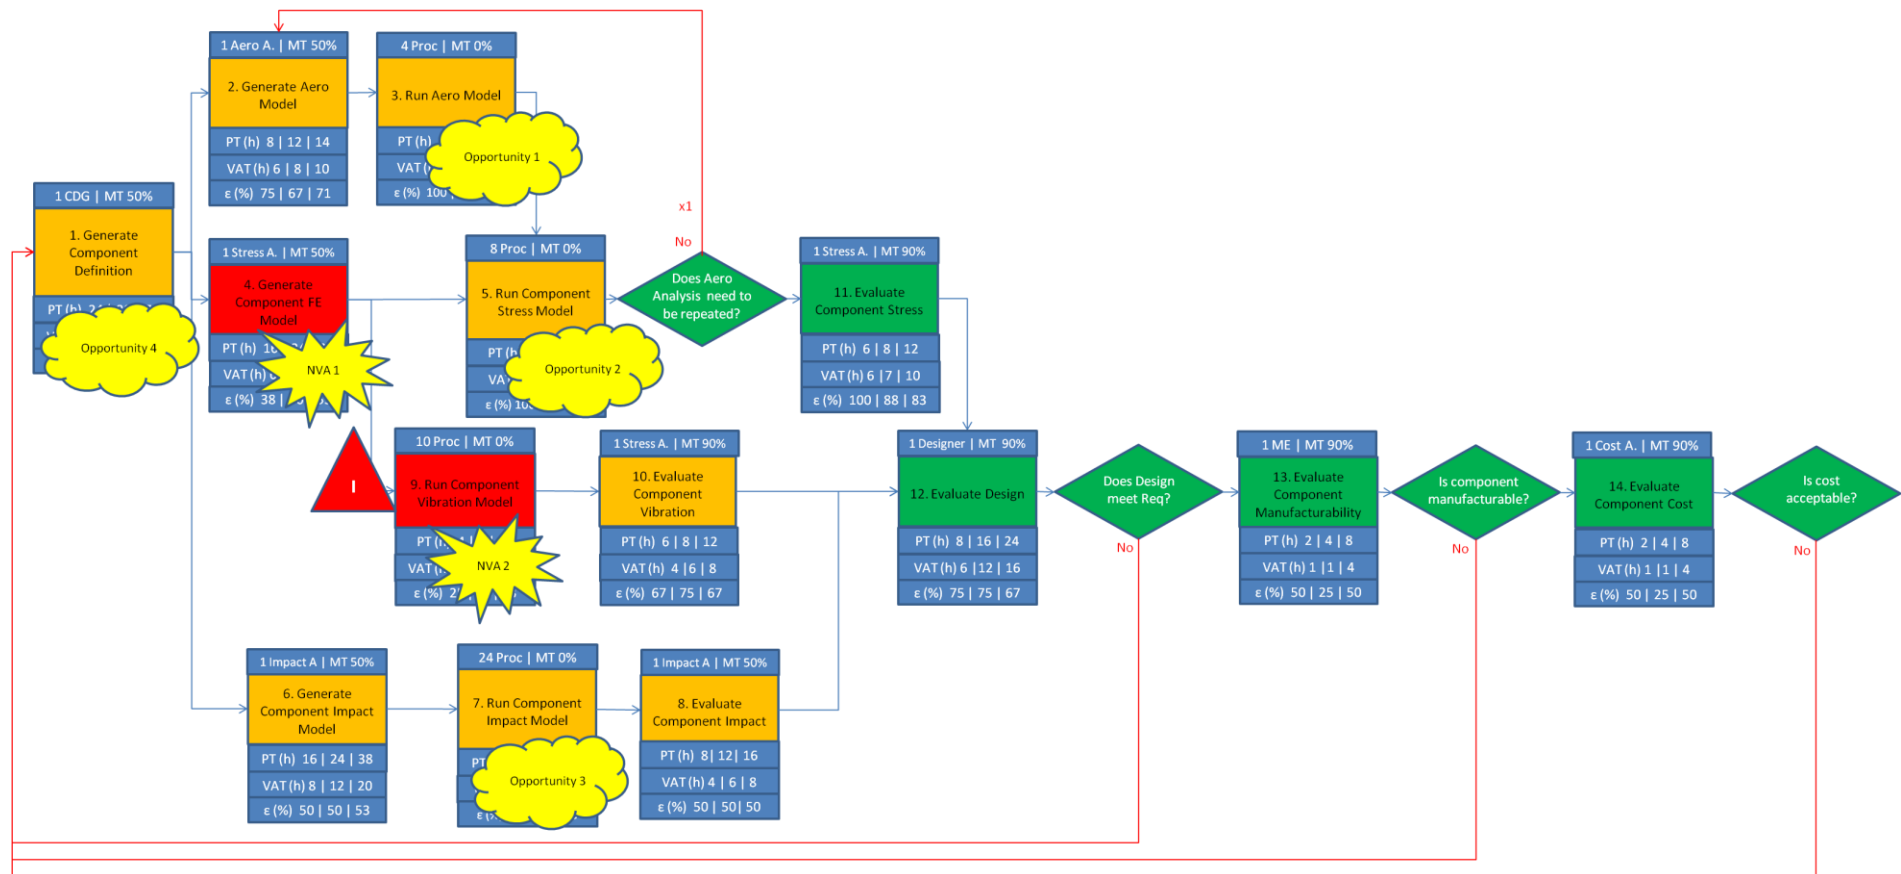 1 CDG | MT 50%
1. Generate
Component
Definition
PT (h)
Opportunity 4
1 Aero A. | MT 50%
2. Generate Aero
Model
PT (h) 8 | 12 | 14
VAT (h) 6 | 8 | 10
ε (%) 75 | 67 | 71
4 Proc | MT 0%
3. Run Aero Model
PT (h)
VAT (
ε (%) 100
Opportunity 1
1 Stress A. | MT 50%
4. Generate
Component FE
Model
PT (h) 16
VAT (h)
ε (%) 38 |
NVA 1
8 Proc | MT 0%
5. Run Component
Stress Model
PT (h
VA
ε (%) 10
Opportunity 2
x1
No
Does Aero
Analysis need to
be repeated?
1 Stress A. | MT 90%
11. Evaluate
Component Stress
PT (h) 6 | 8 | 12
VAT (h) 6 |7 | 10
ε (%) 100 | 88 | 83
I
10 Proc | MT 0%
9. Run Component
Vibration Model
PT (h
VAT (h
ε (%) 2
NVA 2
1 Stress A. | MT 90%
10. Evaluate
Component
Vibration
PT (h) 6 | 8 | 12
VAT (h) 4 |6 | 8
ε (%) 67 | 75 | 67
1 Designer | MT 90%
12. Evaluate Design
PT (h) 8 | 16 | 24
VAT (h) 6 |12 | 16
ε (%) 75 | 75 | 67
Does Design
meet Req?
No
1 ME | MT 90%
13. Evaluate
Component
Manufacturability
PT (h) 2 | 4 | 8
VAT (h) 1 |1 | 4
ε (%) 50 | 25 | 50
Is component
manufacturable?
No
1 Cost A. | MT 90%
14. Evaluate
Component Cost
PT (h) 2 | 4 | 8
VAT (h) 1 |1 | 4
ε (%) 50 | 25 | 50
Is cost
acceptable?
No
1 Impact A | MT 50%
6. Generate
Component Impact
Model
PT (h) 16 | 24 | 38
VAT (h) 8 | 12 | 20
ε (%) 50 | 50 | 53
24 Proc | MT 0%
7. Run Component
Impact Model
PT
ε (
Opportunity 3
1 Impact A | MT 50%
8. Evaluate
Component Impact
PT (h) 8| 12| 16
VAT (h) 4 | 6 | 8
ε (%) 50 | 50| 50